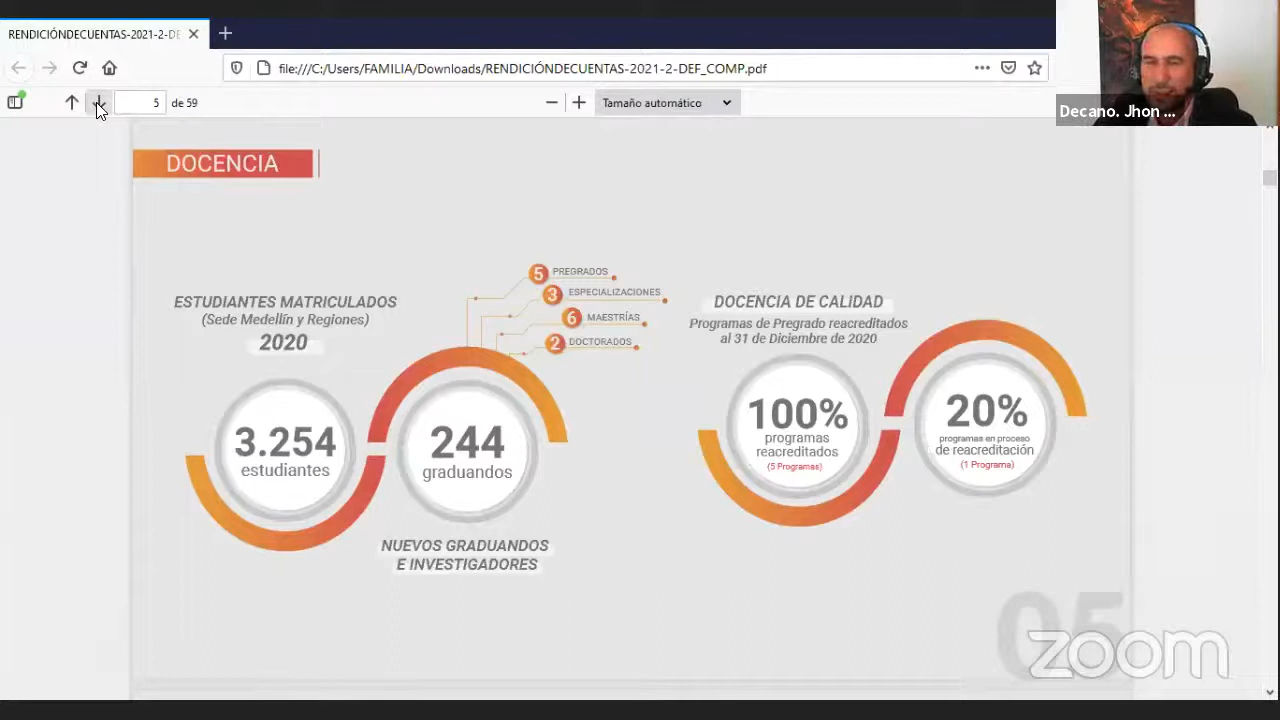 RENDICIÓNDECUENTAS-2021-2-DE
file:///C:/Users/FAMILIA/Downloads/RENDICIÓNDECUENTAS-2021-2-DEF_COMP.pdf
5 de 59
Tamaño automático
Decano. Jhon ...
DOCENCIA
5 PREGRADOS
3 ESPECIALIZACIONES
6 MAESTRÍAS
2 DOCTORADOS
ESTUDIANTES MATRICULADOS
(Sede Medellín y Regiones)
2020
3.254
estudiantes
244
graduandos
NUEVOS GRADUANDOS
E INVESTIGADORES
DOCENCIA DE CALIDAD
Programas de Pregrado reacreditados
al 31 de Diciembre de 2020
100%
programas
reacreditados
(5 Programas)
20%
programas en proceso
de reacreditación
(1 Programa)
05
zoom